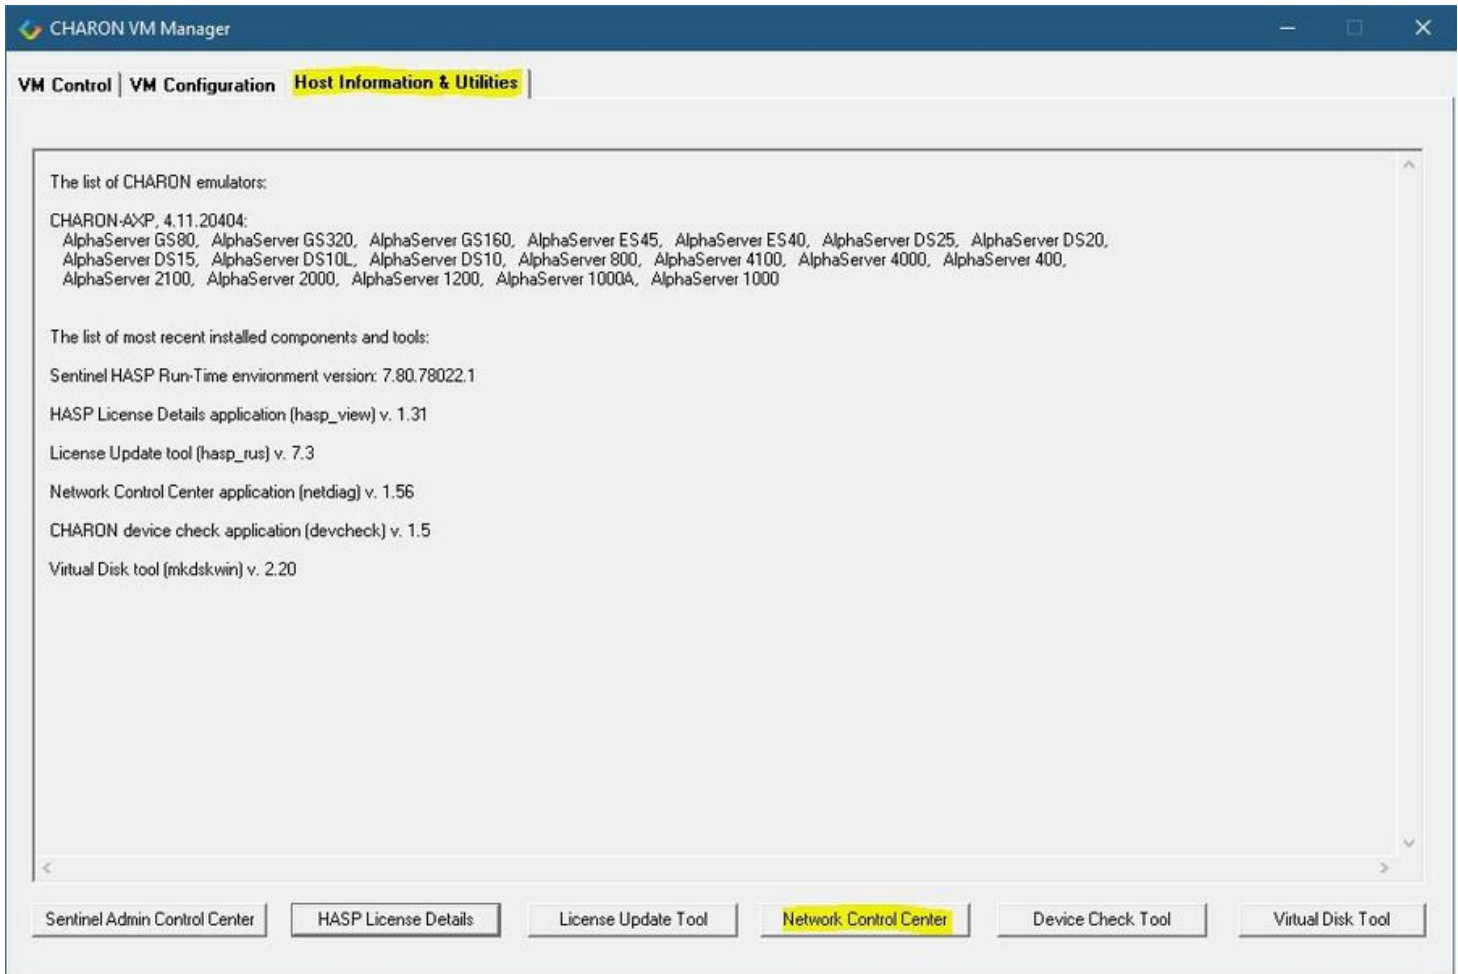 CHARON VM Manager
VM Control VM Configuration Host Information & Utilities
The list of CHARON emulators:
CHARON-AXP, 4.11.20404:
AlphaServer GS80, AlphaServer GS320, AlphaServer GS160, AlphaServer ES45, AlphaServer ES40, AlphaServer DS25, AlphaServer DS20,
AlphaServer DS15, AlphaServer DS10L, AlphaServer DS10, AlphaServer 800, AlphaServer 4100, AlphaServer 4000, AlphaServer 400,
AlphaServer 2100, AlphaServer 2000, AlphaServer 1200, AlphaServer 1000A, AlphaServer 1000
The list of most recent installed components and tools:
Sentinel HASP Run-Time environment version: 7.80.78022.1
HASP License Details application (hasp_view) v. 1.31
License Update tool (hasp_rus) v. 7.3
Network Control Center application (netdiag) v. 1.56
CHARON device check application (devcheck) v. 1.5
Virtual Disk tool (mkdskwin) v. 2.20
Sentinel Admin Control Center HASP License Details License Update Tool Network Control Center Device Check Tool Virtual Disk Tool